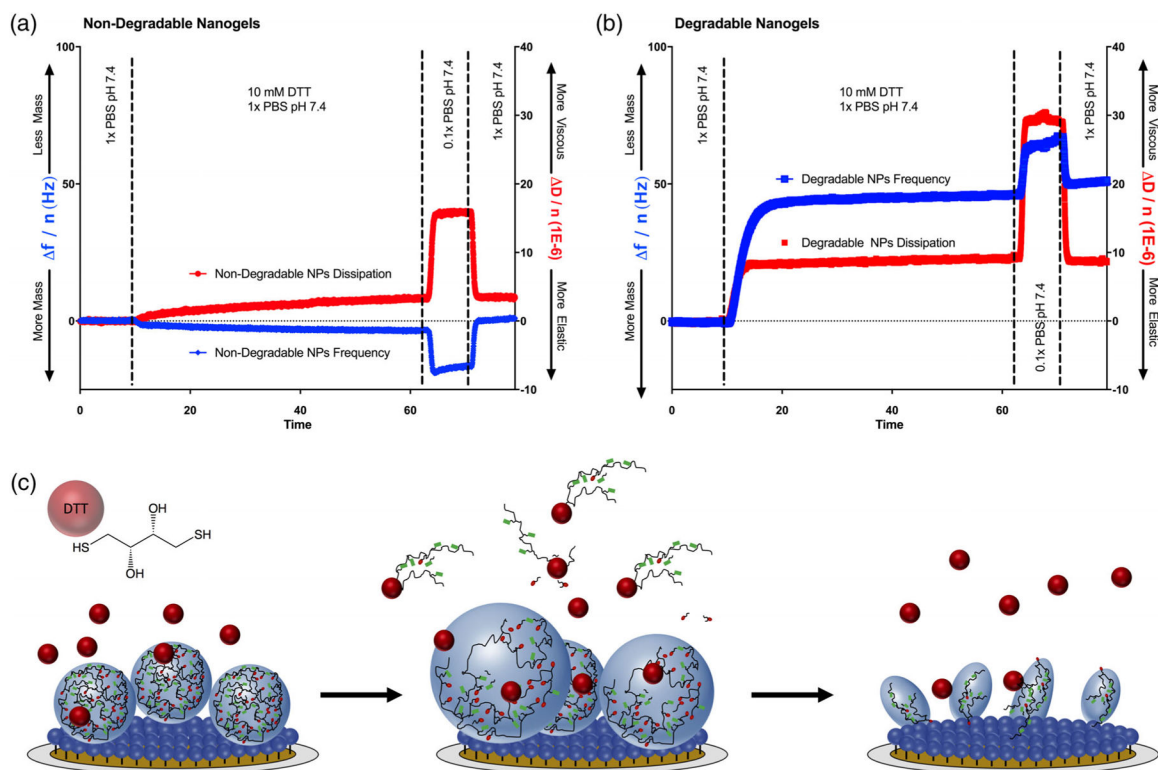 (a)
Non-Degradable Nanogels
100
50
0
Less Mass
More Mass
Δf / n (Hz)
1x PBS pH 7.4
10 mM DTT
1x PBS pH 7.4
0.1x PBS pH 7.4
1x PBS pH 7.4
Non-Degradable NPs Dissipation
Non-Degradable NPs Frequency
40
30
20
10
0
-10
More Viscous
More Elastic
ΔD / n (1E-6)
0
20
40
60
Time
(b)
Degradable Nanogels
100
50
0
Less Mass
More Mass
Δf / n (Hz)
1x PBS pH 7.4
10 mM DTT
1x PBS pH 7.4
1x PBS pH 7.4
Degradable NPs Frequency
Degradable NPs Dissipation
0.1x PBS pH 7.4
40
30
20
10
0
-10
More Viscous
More Elastic
ΔD / n (1E-6)
0
20
40
60
Time
(c)
DTT
OH
SH
HS
OH